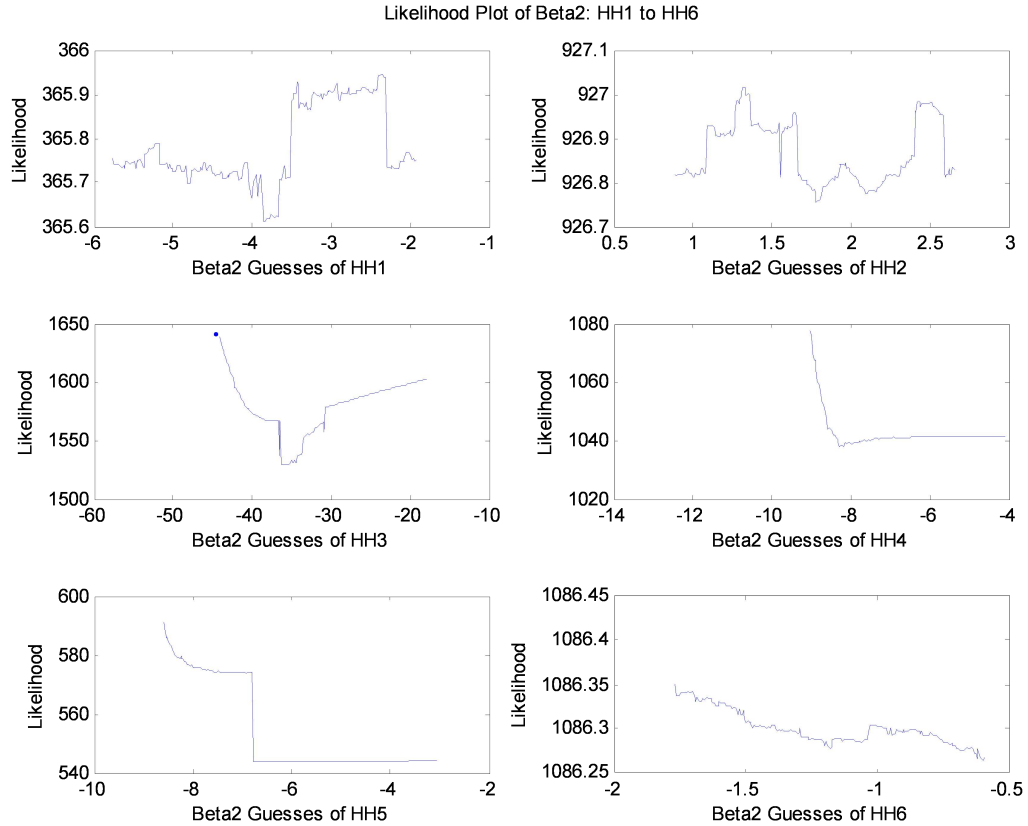 Likelihood Plot of Beta2: HH1 to HH6
366
365.9
365.8
365.7
365.6
Likelihood
-6 -5 -4 -3 -2 -1
Beta2 Guesses of HH1
927.1
927
926.9
926.8
926.7
Likelihood
0.5 1 1.5 2 2.5 3
Beta2 Guesses of HH2
1650
1600
1550
1500
Likelihood
-60 -50 -40 -30 -20 -10
Beta2 Guesses of HH3
1080
1060
1040
1020
Likelihood
-14 -12 -10 -8 -6 -4
Beta2 Guesses of HH4
600
580
560
540
Likelihood
-10 -8 -6 -4 -2
Beta2 Guesses of HH5
1086.45
1086.4
1086.35
1086.3
1086.25
Likelihood
-2 -1.5 -1 -0.5
Beta2 Guesses of HH6